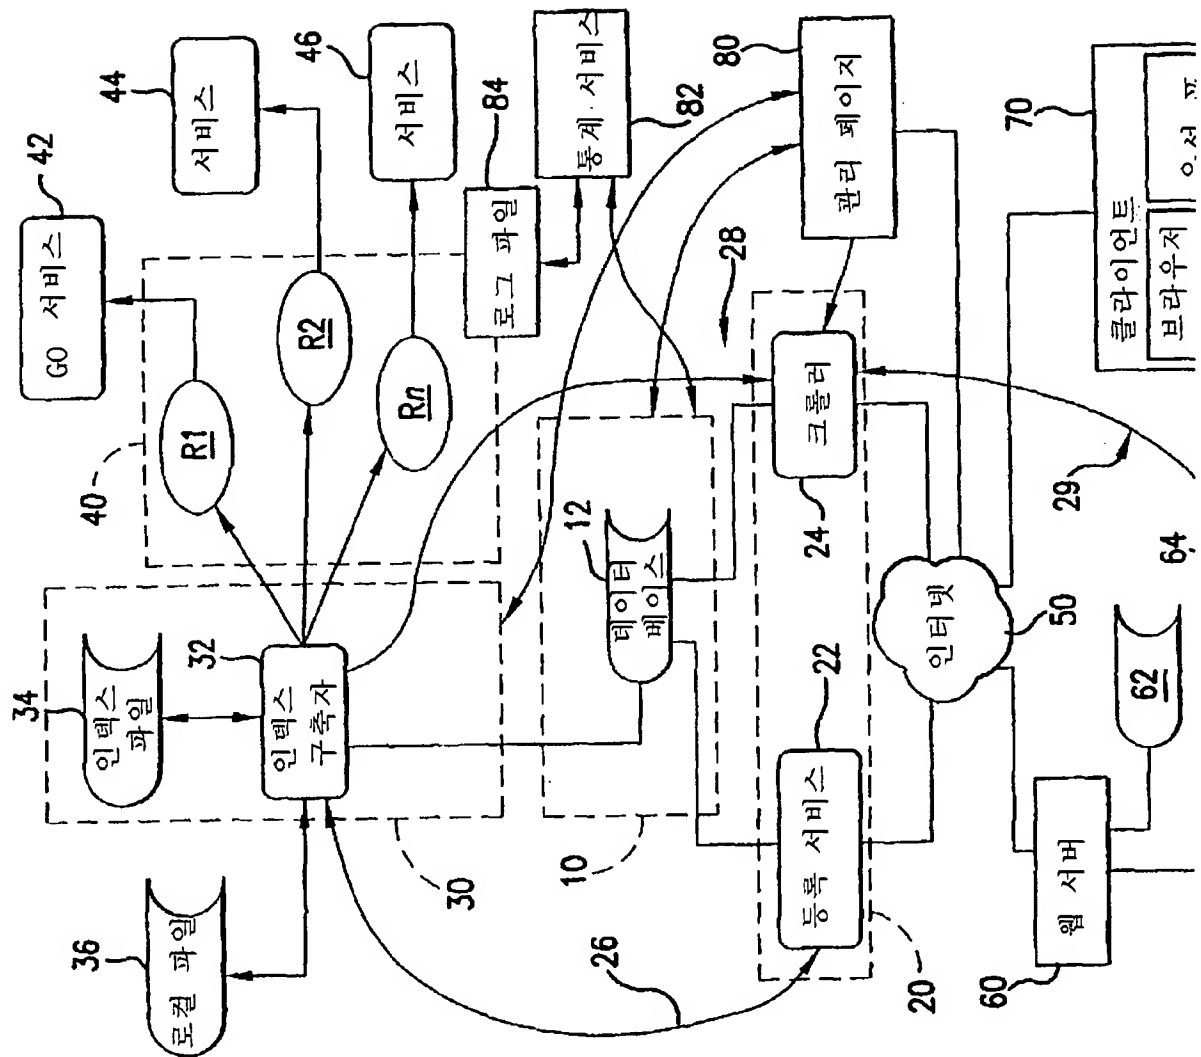 34
42
GO 서비스
36
40
44
인덱스
파일
로컬 파일
R1
서비스
32
인덱스
구축자
R2
46
30
Rn
서비스
84
로그 파일
10
12
통계 서비스
데이터
베이스
26
82
28
22
24
80
등록 서비스
크롤러
관리 페이지
20
인터넷
60
50
29
70
웹 서버
클라이언트
62
64
브라우저